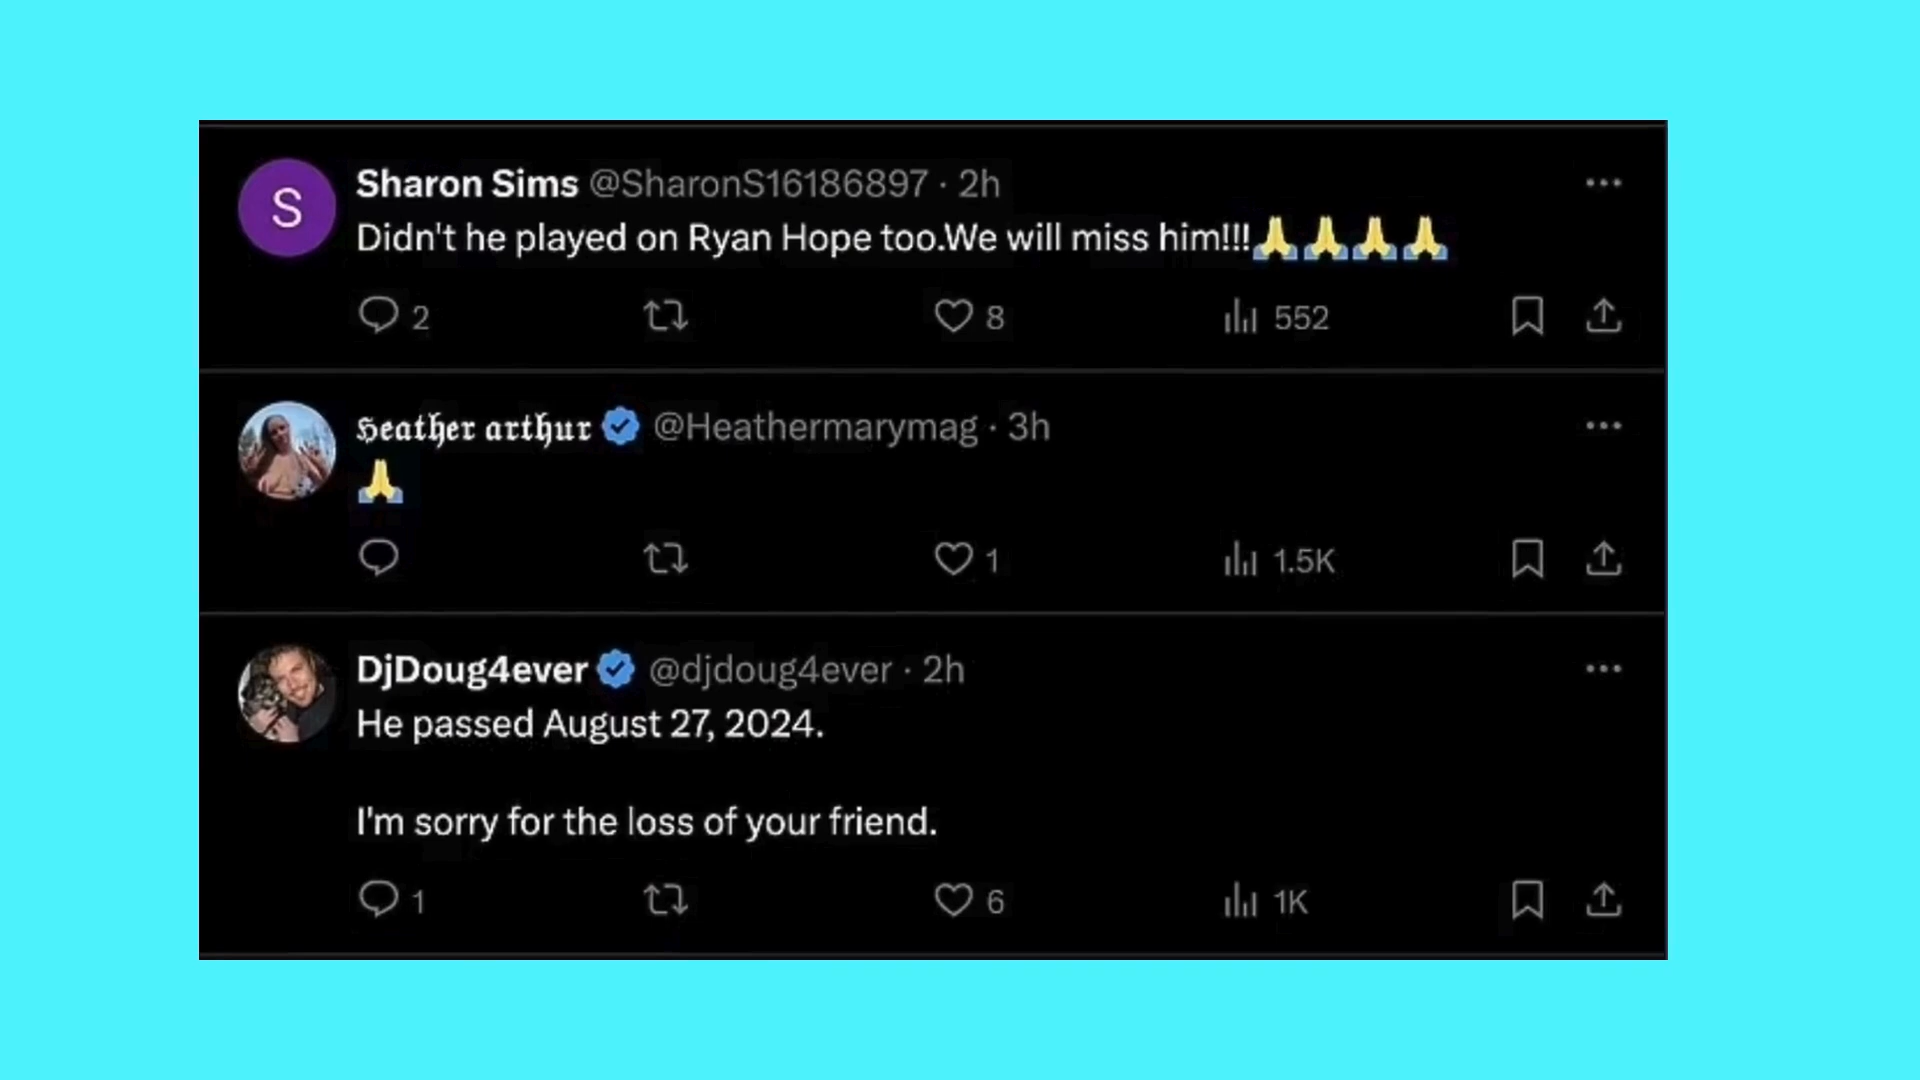 S
Sharon Sims @SharonS16186897 · 2h
Didn't he played on Ryan Hope too.We will miss him!!!🙏🙏🙏🙏
2 8 552
𝔥𝔢𝔞𝔱𝔥𝔢𝔯 𝔞𝔯𝔱𝔥𝔲𝔯 @Heathermarymag · 3h
🙏
1 1.5K
DjDoug4ever @djdoug4ever · 2h
He passed August 27, 2024.
I'm sorry for the loss of your friend.
1 6 1K